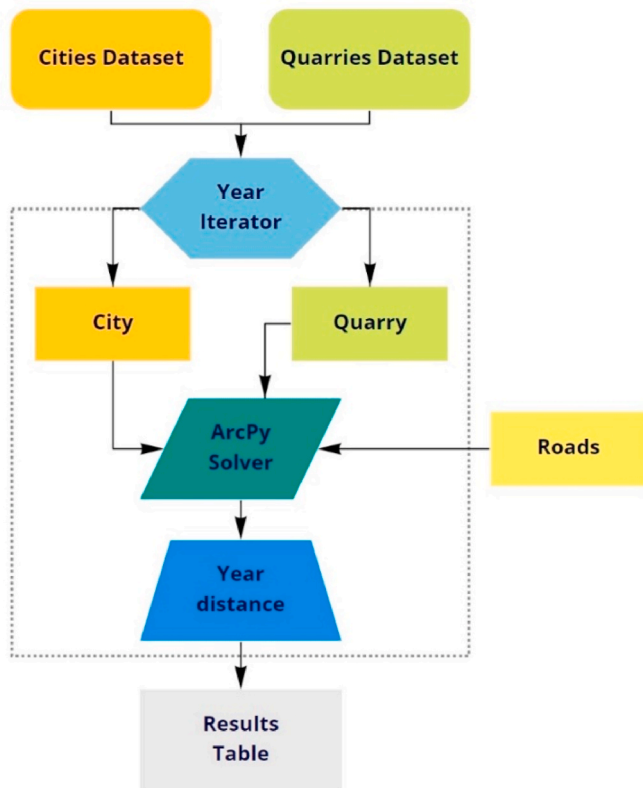 Cities Dataset
Quarries Dataset
Year
Iterator
City
Quarry
ArcPy
Solver
Roads
Year
distance
Results
Table